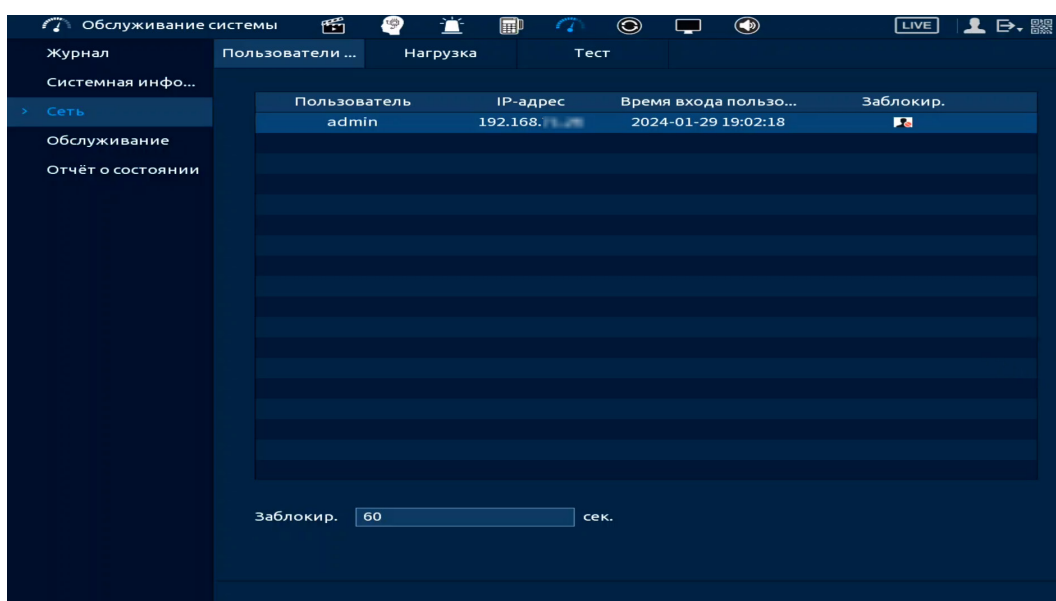 Обслуживание системы LIVE
Журнал
Системная инфо...
Сеть
Обслуживание
Отчёт о состоянии
Пользователи ... Нагрузка Тест
Пользователь IP-адрес Время входа пользо... Заблокир.
admin 192.168. 2024-01-29 19:02:18
Заблокир. 60 сек.